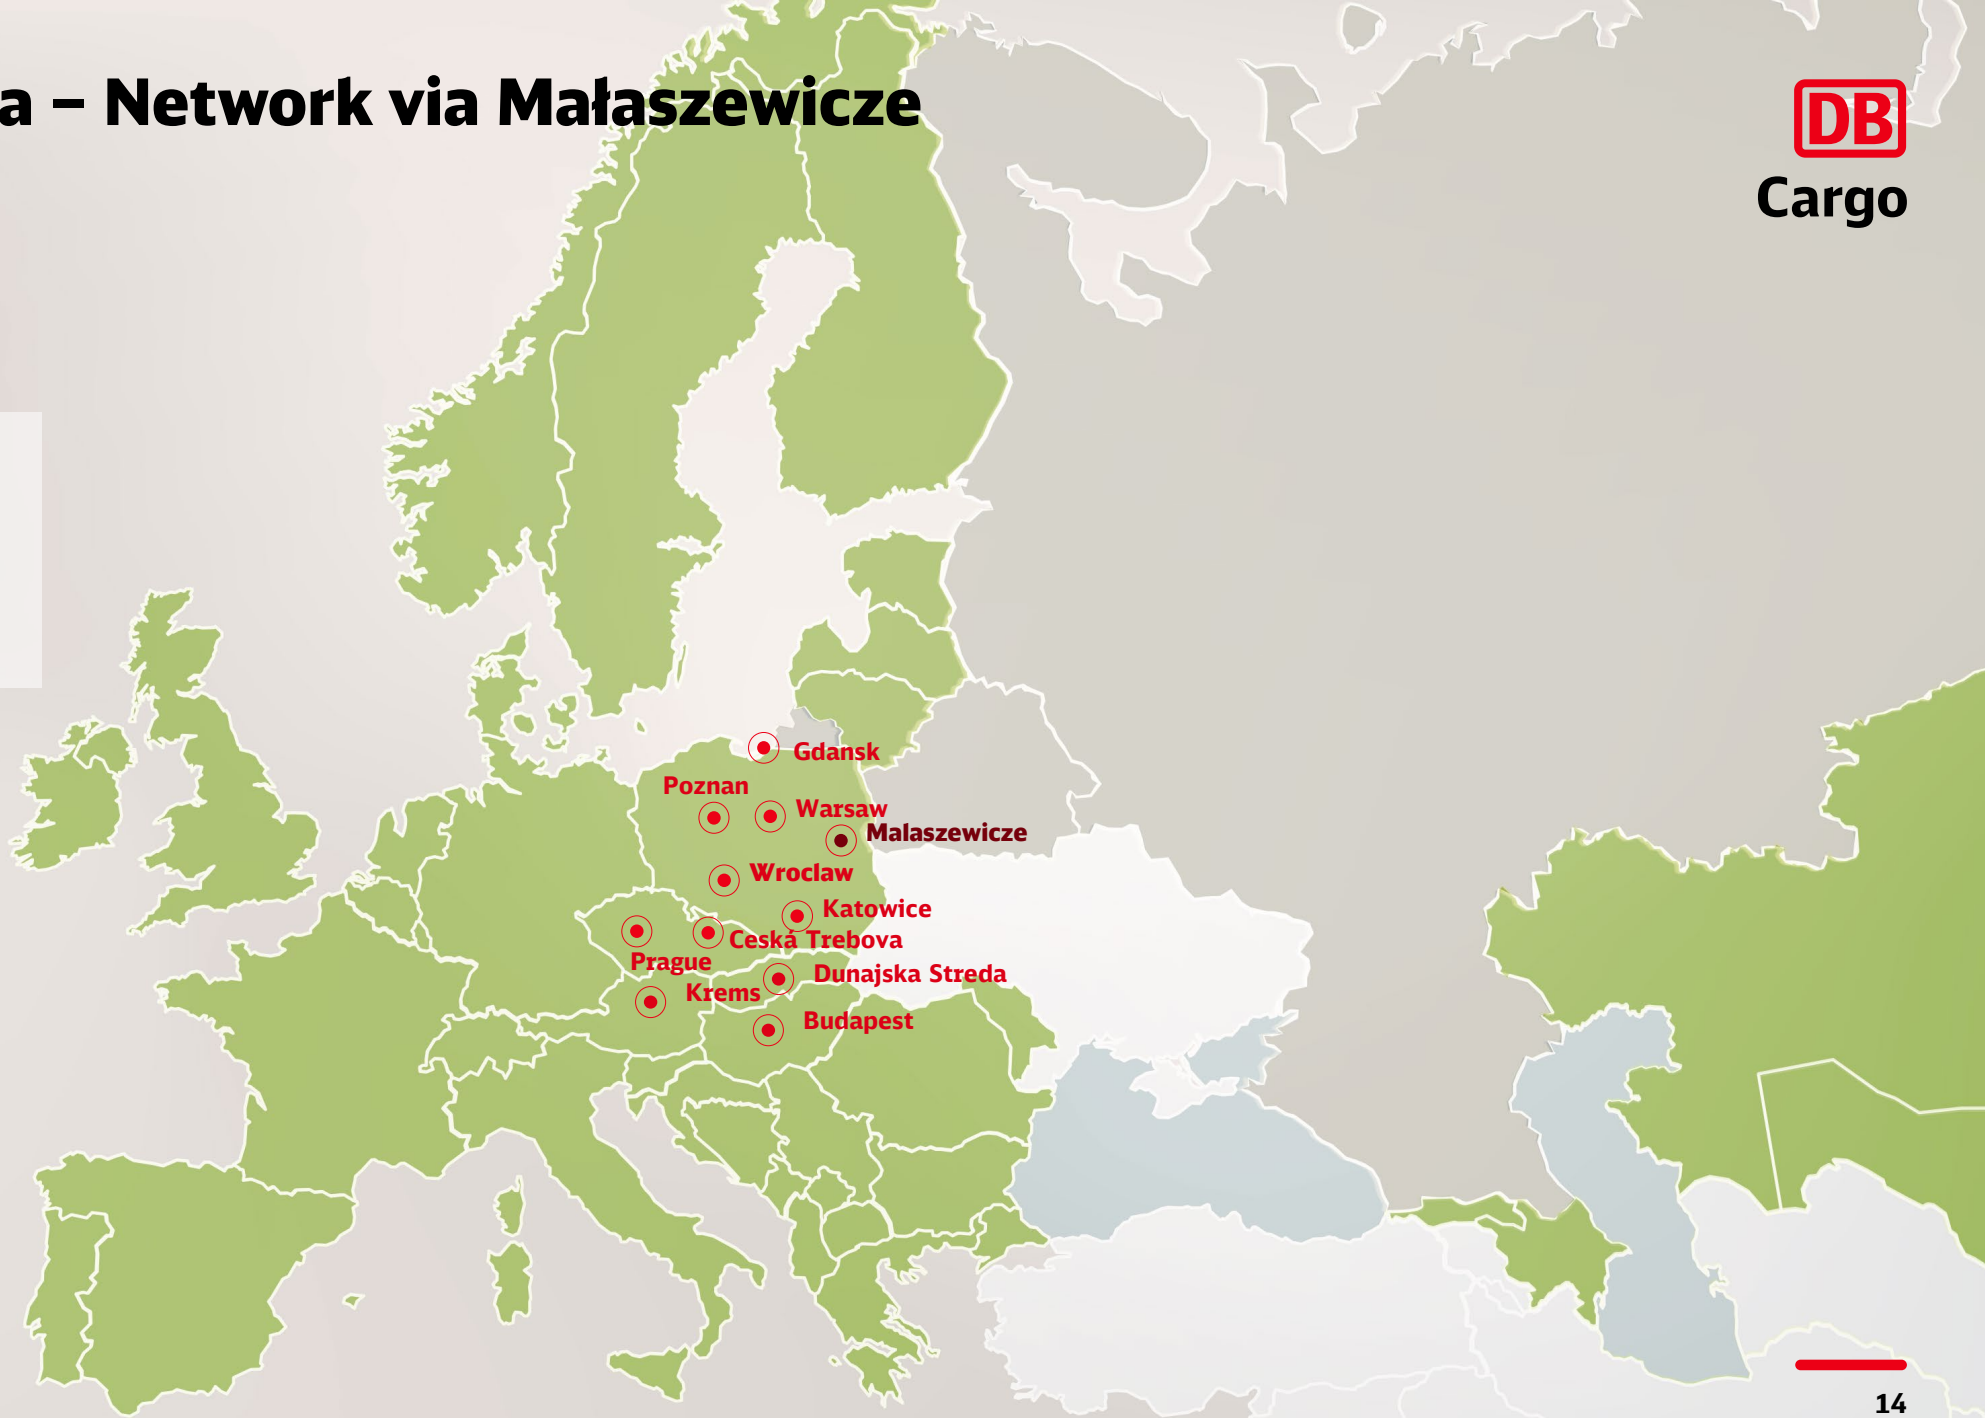 a – Network via Małaszewicze
DB
Cargo
Gdansk
Poznan
Warsaw
Malaszewicze
Wroclaw
Katowice
Ceská Trebova
Prague
Dunajska Streda
Krems
Budapest
14